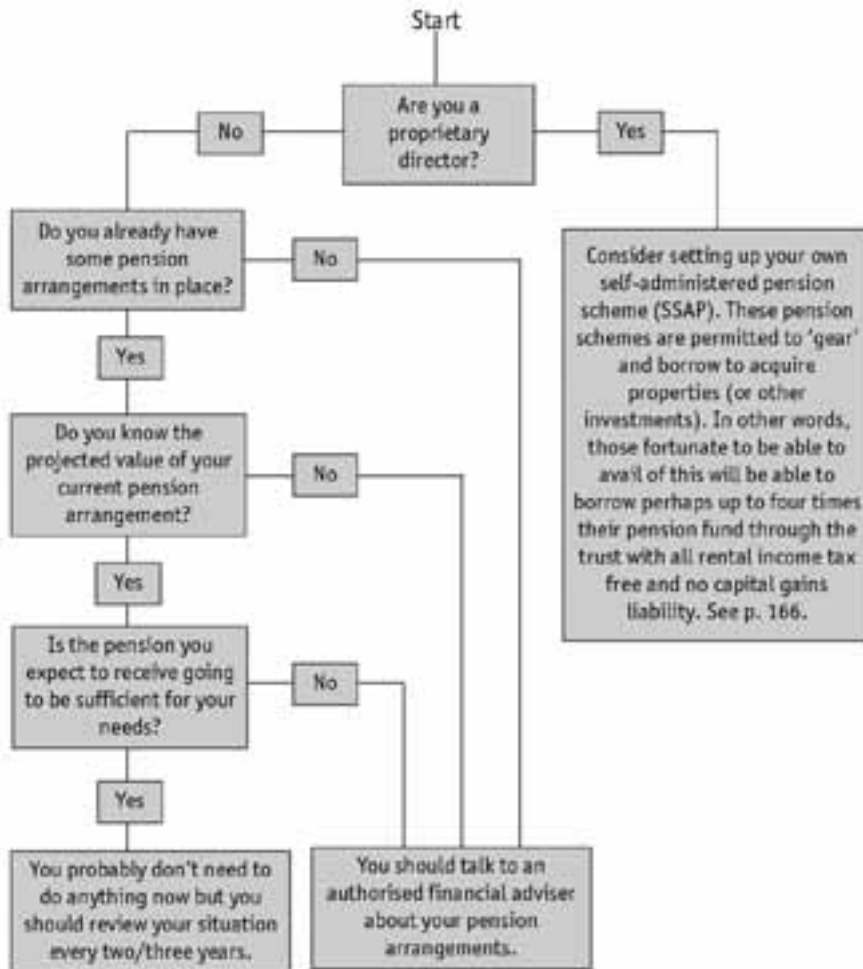 Start
Are you a
proprietary
director?
No
Yes
Do you already have
some pension
arrangements in place?
No
Consider setting up your own
self-administered pension
scheme (SSAP). These pension
schemes are permitted to 'gear'
and borrow to acquire
properties (or other
investments). In other words,
those fortunate to be able to
avail of this will be able to
borrow perhaps up to four times
their pension fund through the
trust with all rental income tax
free and no capital gains
liability. See p. 166.
Yes
Do you know the
projected value of your
current pension
arrangement?
No
Yes
Is the pension you
expect to receive going
to be sufficient for your
needs?
No
Yes
You probably don't need to
do anything now but you
should review your situation
every two/three years.
You should talk to an
authorised financial adviser
about your pension
arrangements.